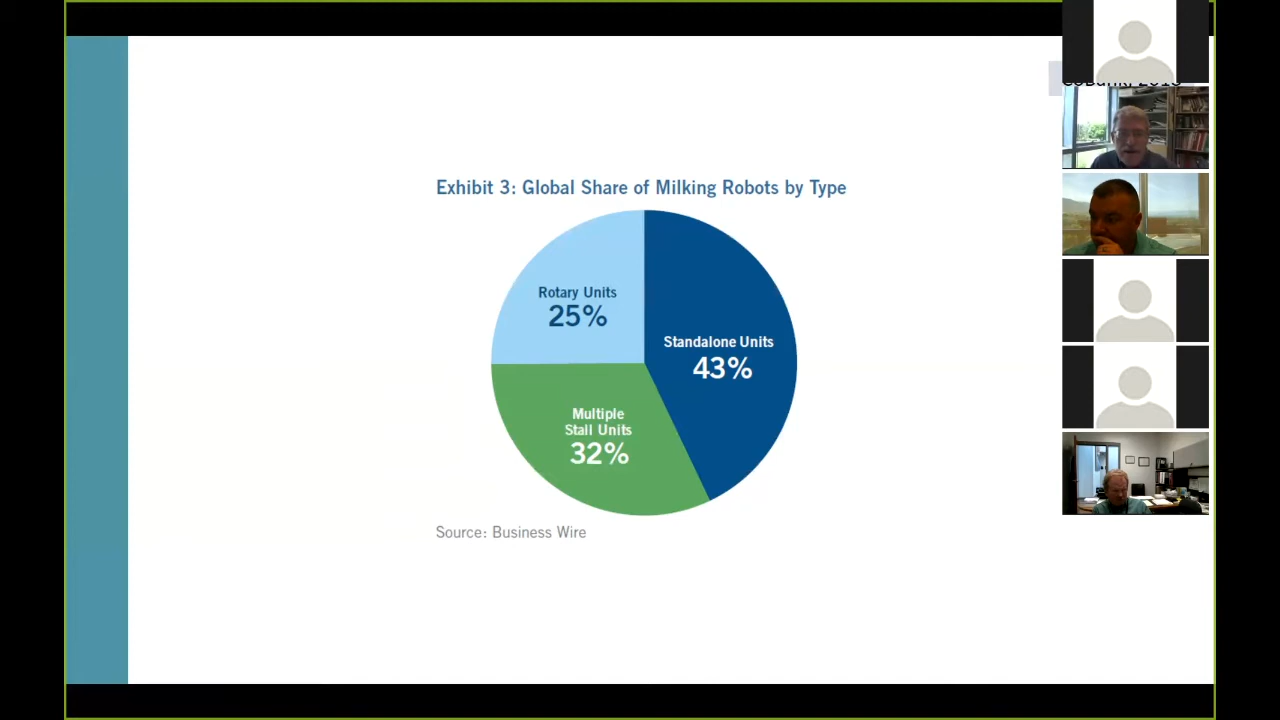 Exhibit 3: Global Share of Milking Robots by Type
Rotary Units
25%
Standalone Units
43%
Multiple
Stall Units
32%
Source: Business Wire